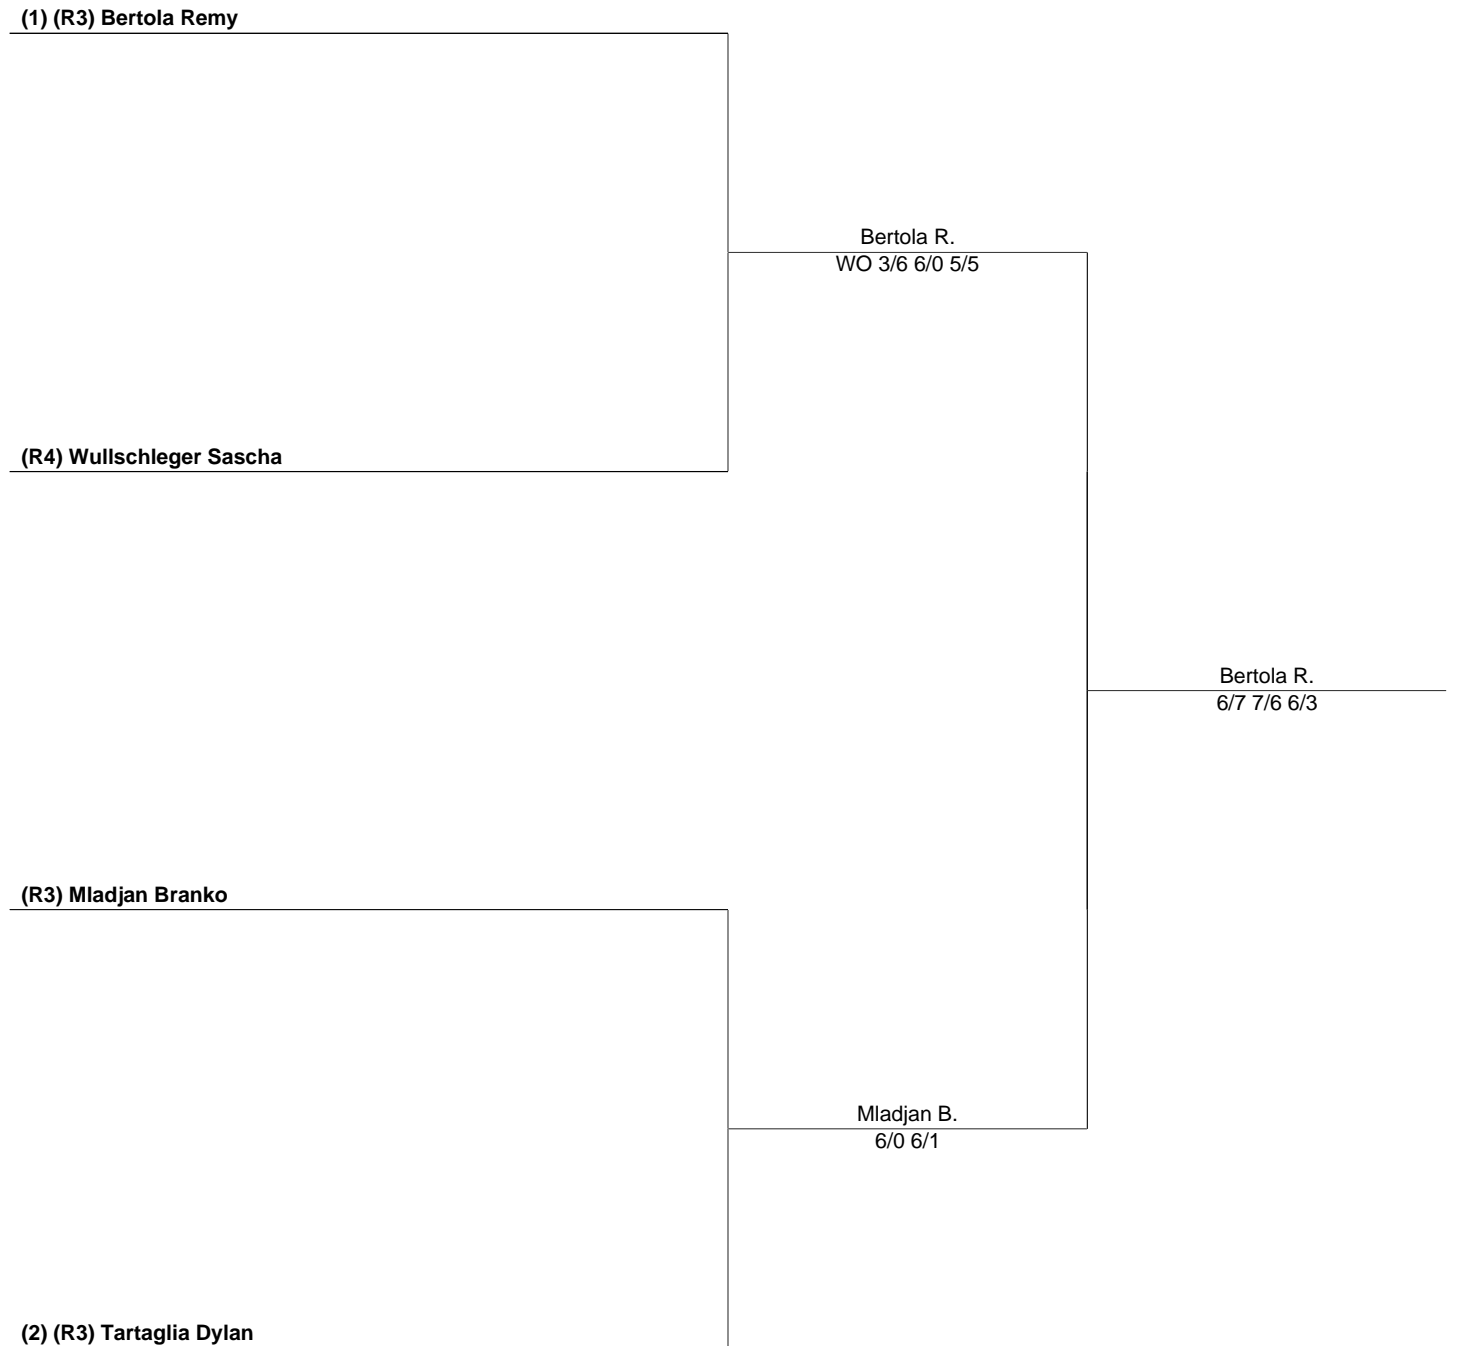 (1) (R3) Bertola Remy
Bertola R.
WO 3/6 6/0 5/5
(R4) Wullschleger Sascha
Bertola R.
6/7 7/6 6/3
(R3) Mladjan Branko
Mladjan B.
6/0 6/1
(2) (R3) Tartaglia Dylan